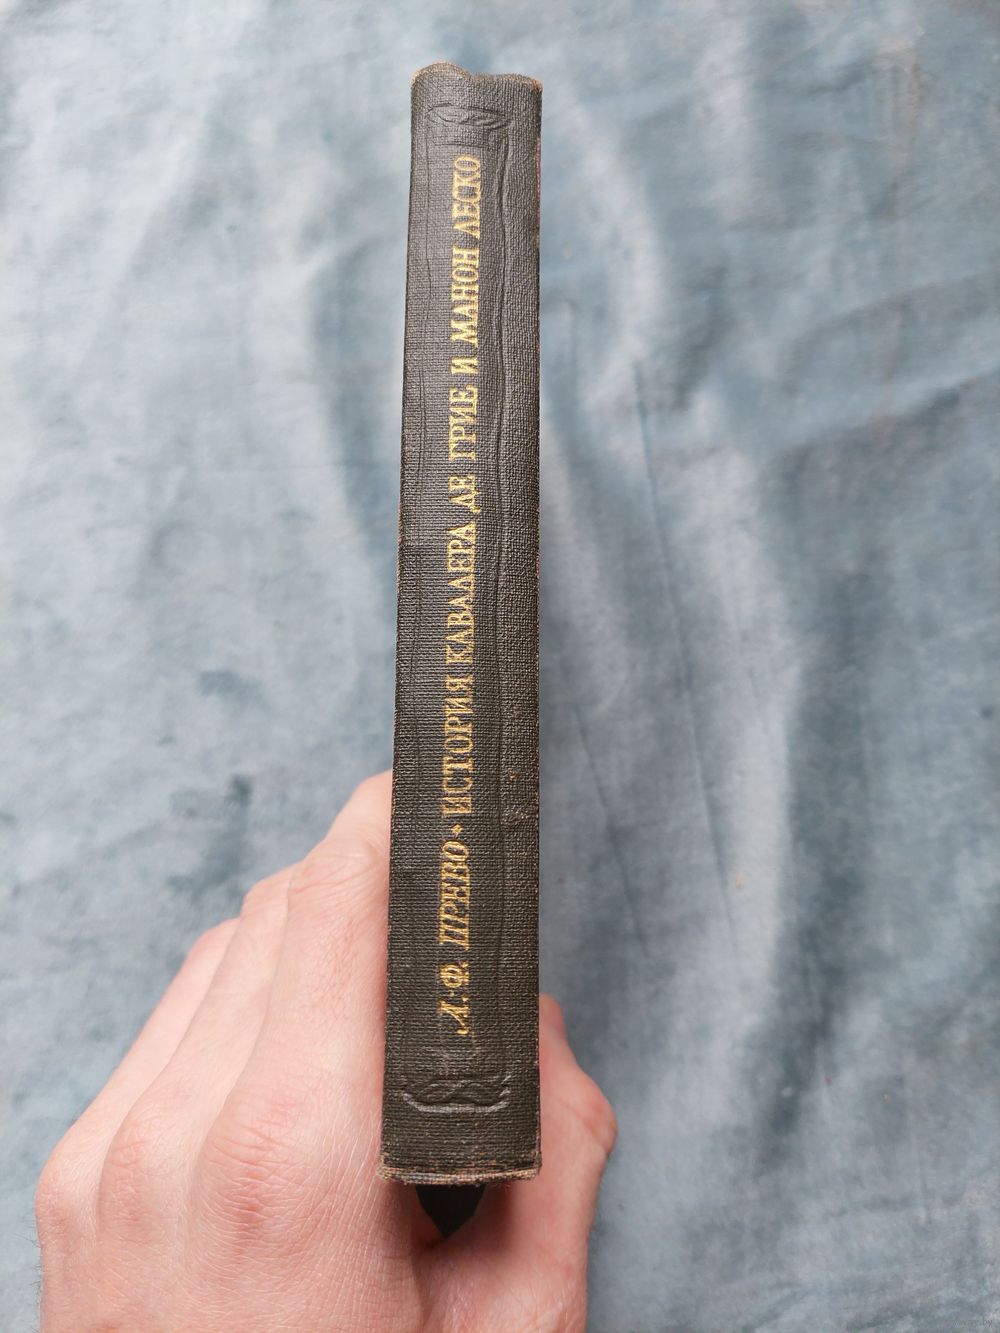 А. Ф. ПРЕВО • ИСТОРИЯ КАВАЛЕРА ДЕ ГРИЕ И МАНОН ЛЕСКО